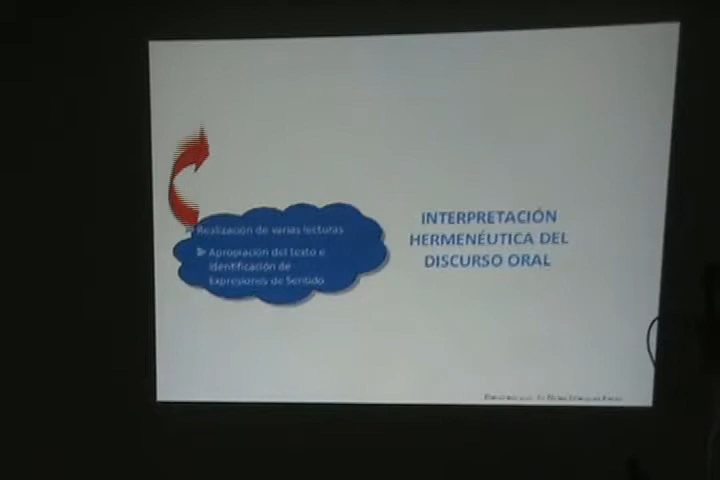 Realización de varias lecturas
Apropiación del texto e
identificación de
Expresiones de Sentido
INTERPRETACIÓN
HERMENÉUTICA DEL
DISCURSO ORAL